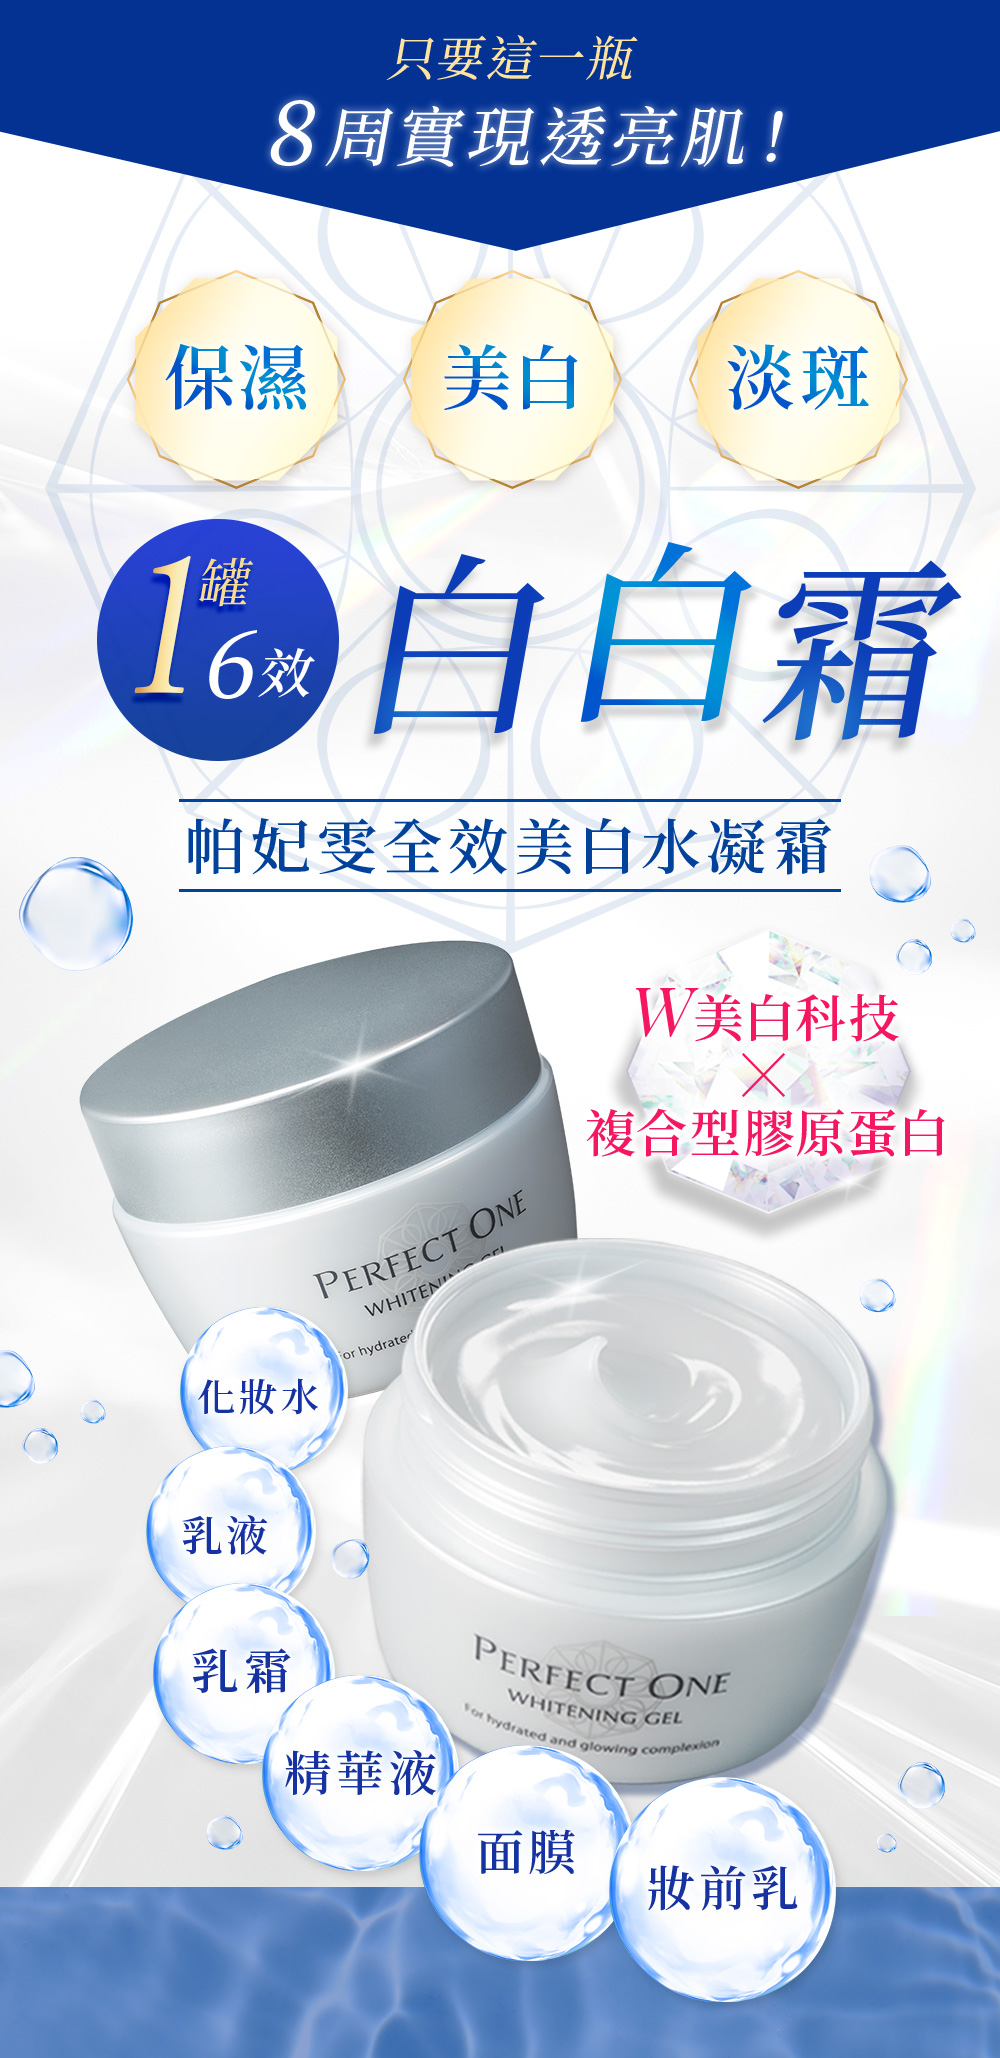 只要這一瓶
8周實現透亮肌!
保濕 美白 淡斑
1罐
6效
白白霜
帕妃雯全效美白水凝霜
W美白科技
×
複合型膠原蛋白
PERFECT ONE
WHITENING GEL
For hydrated
化妝水
乳液
乳霜
精華液
面膜
妝前乳
PERFECT ONE
WHITENING GEL
For hydrated and glowing complexion